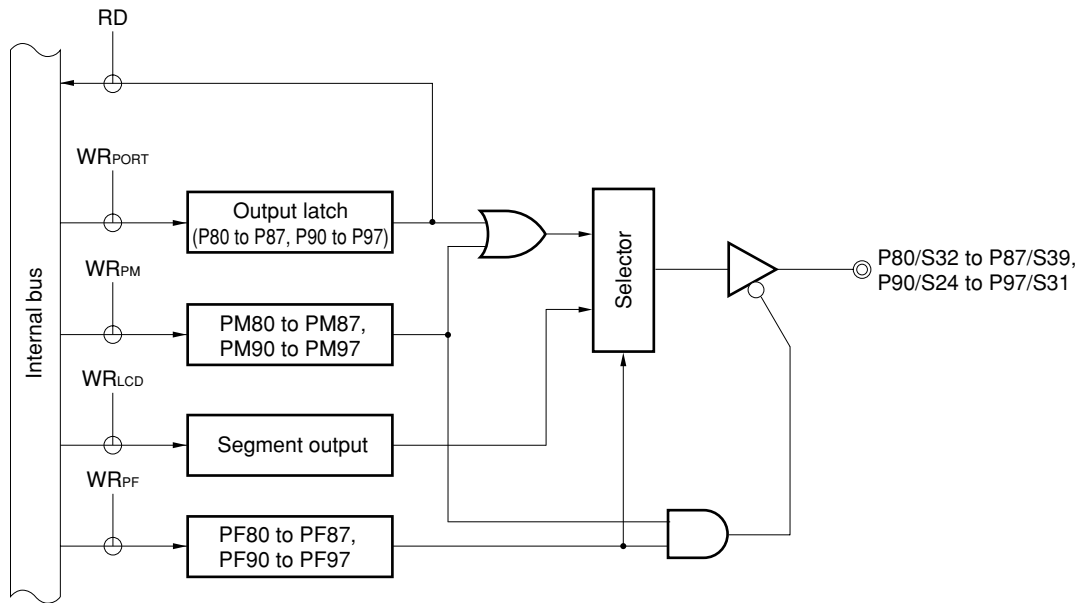 RD
WRPORT
Output latch
(P80 to P87, P90 to P97)
WRPM
PM80 to PM87,
PM90 to PM97
WRLCD
Segment output
WRPF
PF80 to PF87,
PF90 to PF97
Internal bus
Selector
P80/S32 to P87/S39,
P90/S24 to P97/S31